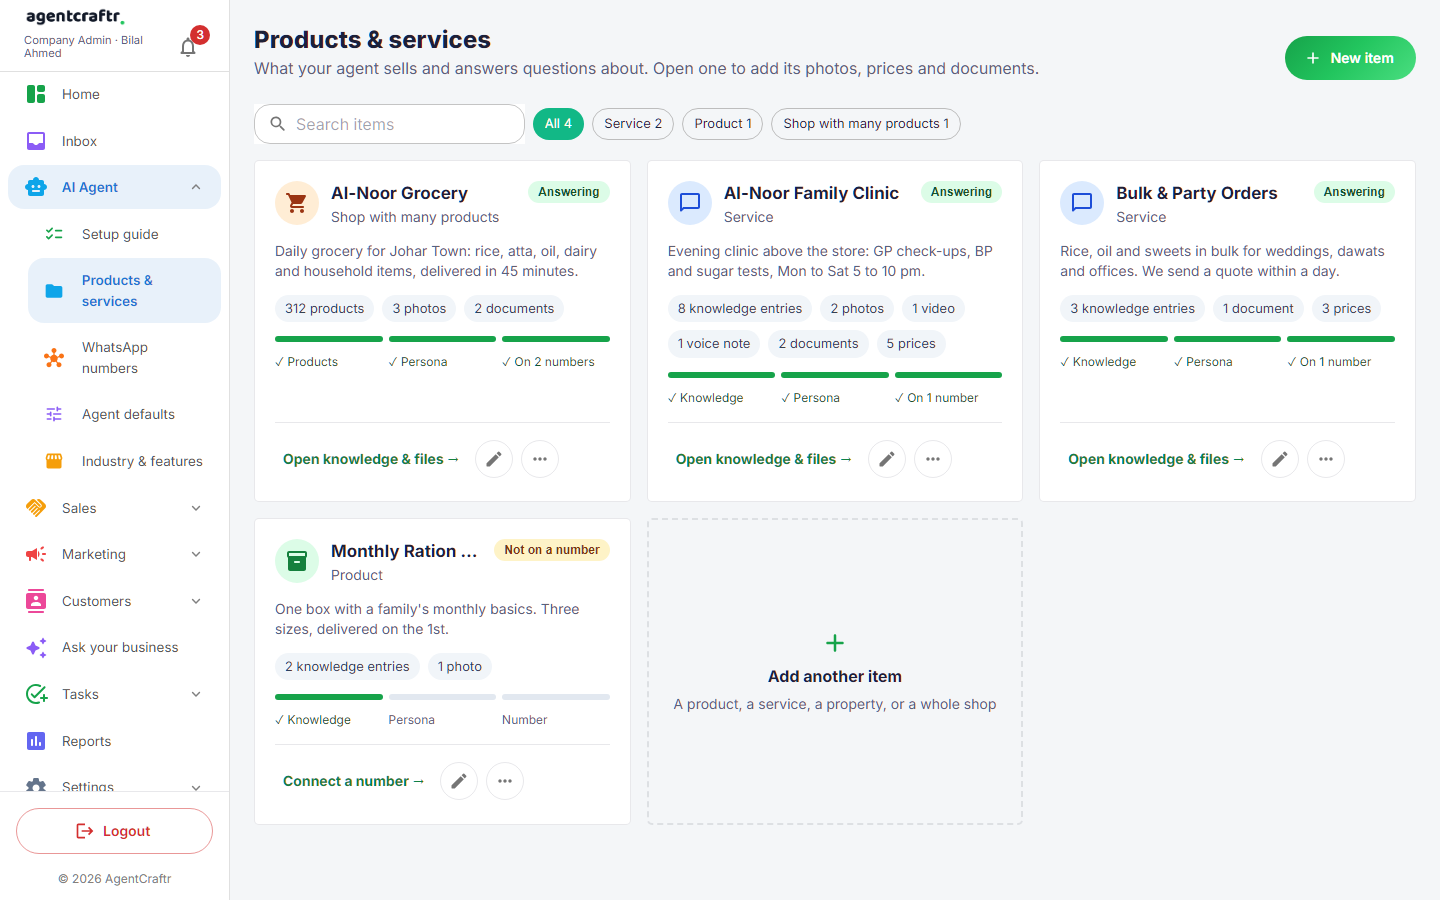 agentcraftr.
Company Admin · Bilal
Ahmed
3
Home
Inbox
AI Agent
Setup guide
Products &
services
WhatsApp
numbers
Agent defaults
Industry & features
Sales
Marketing
Customers
Ask your business
Tasks
Reports
Settings
Logout
© 2026 AgentCraftr
Products & services
What your agent sells and answers questions about. Open one to add its photos, prices and documents.
+ New item
Search items
All 4
Service 2
Product 1
Shop with many products 1
Al-Noor Grocery
Answering
Shop with many products
Daily grocery for Johar Town: rice, atta, oil, dairy
and household items, delivered in 45 minutes.
312 products
3 photos
2 documents
✓ Products
✓ Persona
✓ On 2 numbers
Open knowledge & files →
Al-Noor Family Clinic
Answering
Service
Evening clinic above the store: GP check-ups, BP
and sugar tests, Mon to Sat 5 to 10 pm.
8 knowledge entries
2 photos
1 video
1 voice note
2 documents
5 prices
✓ Knowledge
✓ Persona
✓ On 1 number
Open knowledge & files →
Bulk & Party Orders
Answering
Service
Rice, oil and sweets in bulk for weddings, dawats
and offices. We send a quote within a day.
3 knowledge entries
1 document
3 prices
✓ Knowledge
✓ Persona
✓ On 1 number
Open knowledge & files →
Monthly Ration ...
Not on a number
Product
One box with a family's monthly basics. Three
sizes, delivered on the 1st.
2 knowledge entries
1 photo
✓ Knowledge
Persona
Number
Connect a number →
+
Add another item
A product, a service, a property, or a whole shop